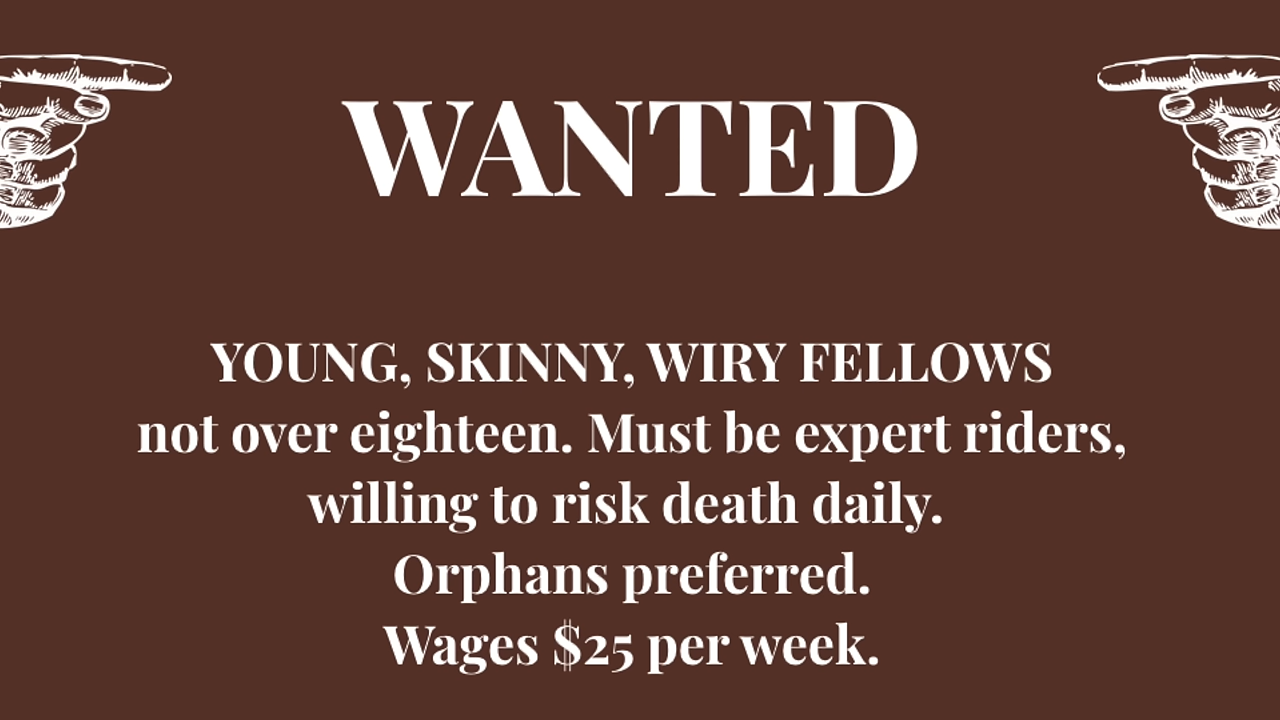 WANTED
YOUNG, SKINNY, WIRY FELLOWS
not over eighteen. Must be expert riders,
willing to risk death daily.
Orphans preferred.
Wages $25 per week.